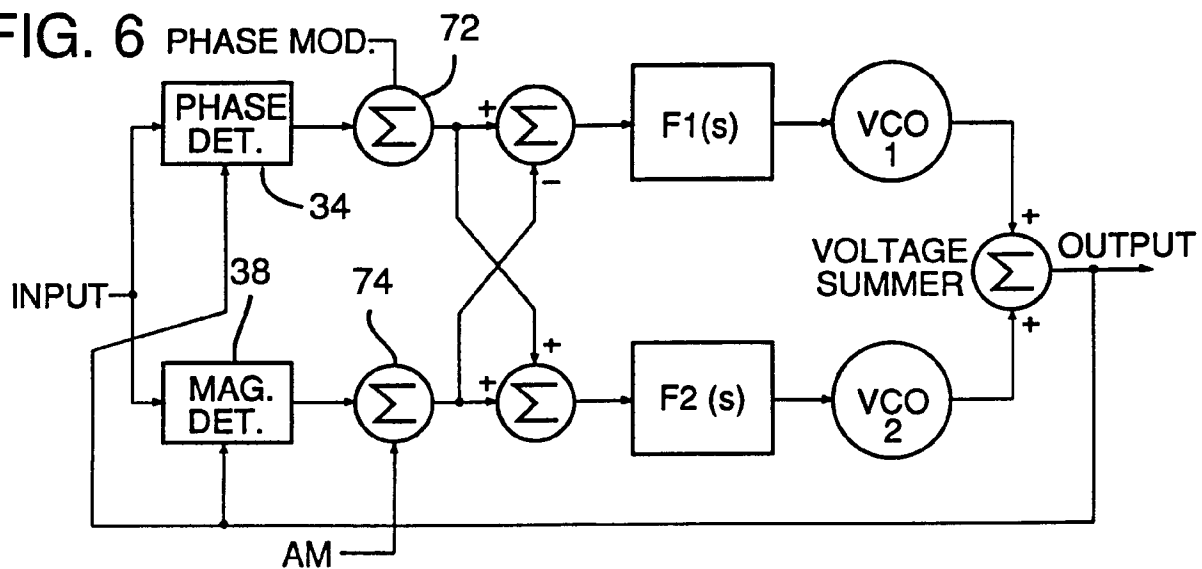 FIG. 6
PHASE MOD.
72
PHASE
DET.
Σ
+
Σ
−
F1(s)
VCO
1
34
+
VOLTAGE
SUMMER
Σ
OUTPUT
+
INPUT
38
74
MAG.
DET.
Σ
+
+
Σ
F2 (s)
VCO
2
AM